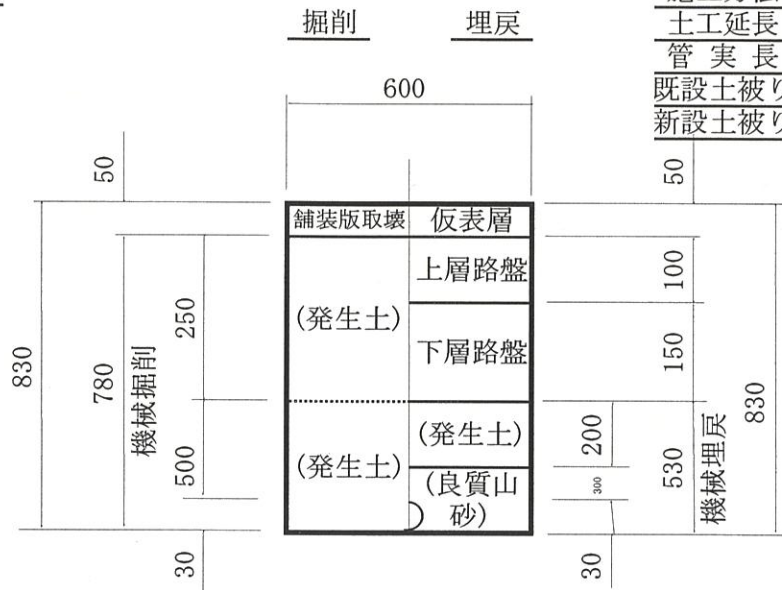 掘削 埋戻
土工延長
管 実 長
既設土被り
新設土被り
600
50
50
舗装版取壊 仮表層
上層路盤
100
250
(発生土)
下層路盤
150
830
780
機械掘削
830
(発生土)
200
500
(発生土)
530
機械埋戻
(良質山
砂)
300
30
30